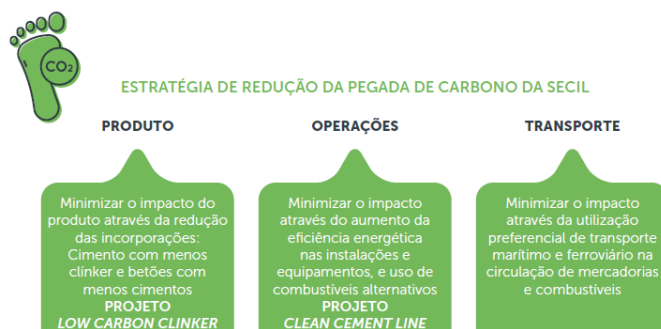 CO₂
ESTRATÉGIA DE REDUÇÃO DA PEGADA DE CARBONO DA SECIL
PRODUTO
Minimizar o impacto do
produto através da redução
das incorporações:
Cimento com menos
clínker e betões com
menos cimentos
PROJETO
LOW CARBON CLINKER
OPERAÇÕES
Minimizar o impacto
através do aumento da
eficiência energética
nas instalações e
equipamentos, e uso de
combustíveis alternativos
PROJETO
CLEAN CEMENT LINE
TRANSPORTE
Minimizar o impacto
através da utilização
preferencial de transporte
marítimo e ferroviário na
circulação de mercadorias
e combustíveis